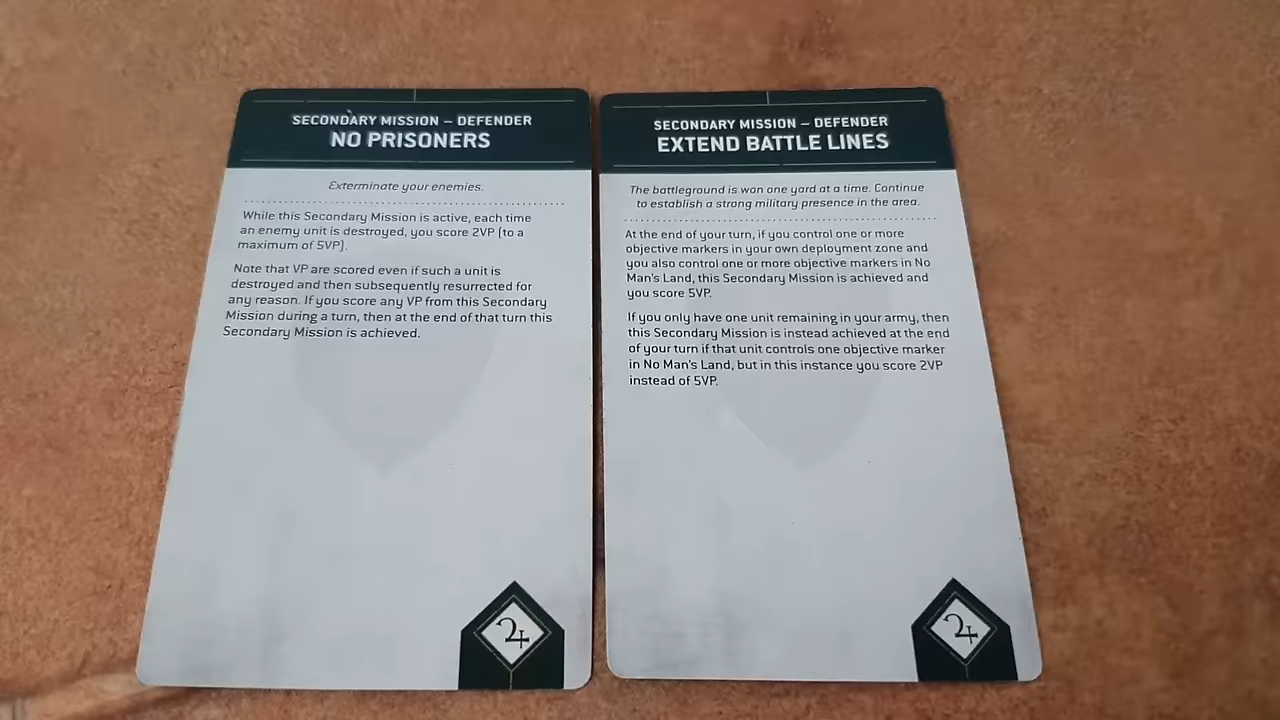 SECONDARY MISSION – DEFENDER
NO PRISONERS
Exterminate your enemies.
While this Secondary Mission is active, each time
an enemy unit is destroyed, you score 2VP (to a
maximum of 5VP).
Note that VP are scored even if such a unit is
destroyed and then subsequently resurrected for
any reason. If you score any VP from this Secondary
Mission during a turn, then at the end of that turn this
Secondary Mission is achieved.
SECONDARY MISSION – DEFENDER
EXTEND BATTLE LINES
The battleground is won one yard at a time. Continue
to establish a strong military presence in the area.
At the end of your turn, if you control one or more
objective markers in your own deployment zone and
you also control one or more objective markers in No
Man's Land, this Secondary Mission is achieved and
you score 5VP.
If you only have one unit remaining in your army, then
this Secondary Mission is instead achieved at the end
of your turn if that unit controls one objective marker
in No Man's Land, but in this instance you score 2VP
instead of 5VP.